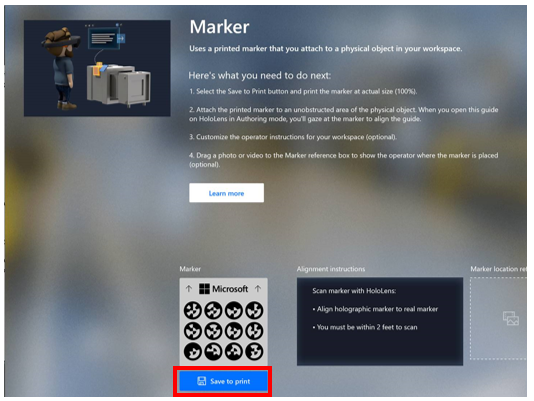 Marker
Uses a printed marker that you attach to a physical object in your workspace.
Here's what you need to do next:
1. Select the Save to Print button and print the marker at actual size (100%).
2. Attach the printed marker to an unobstructed area of the physical object. When you open this guide
on HoloLens in Authoring mode, you'll gaze at the marker to align the guide.
3. Customize the operator instructions for your workspace (optional).
4. Drag a photo or video to the Marker reference box to show the operator where the marker is placed
(optional).
Learn more
Marker
Alignment instructions
Marker location
Microsoft
Scan marker with HoloLens:
• Align holographic marker to real marker
• You must be within 2 feet to scan
Save to print